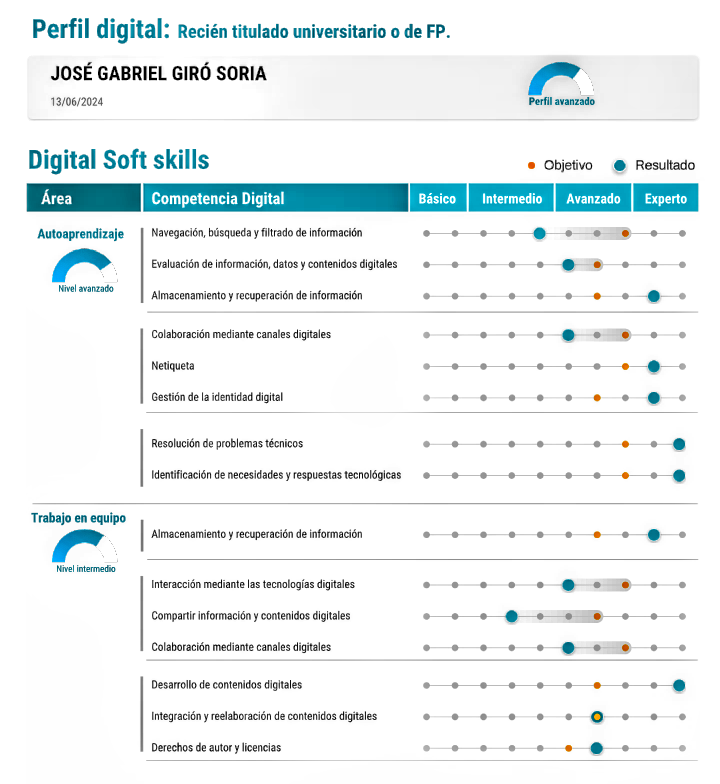 Perfil digital: Recién titulado universitario o de FP.
JOSÉ GABRIEL GIRÓ SORIA
13/06/2024
Perfil avanzado
Digital Soft skills
Objetivo Resultado
Área Competencia Digital Básico Intermedio Avanzado Experto
Autoaprendizaje
Nivel avanzado
Navegación, búsqueda y filtrado de información
Evaluación de información, datos y contenidos digitales
Almacenamiento y recuperación de información
Colaboración mediante canales digitales
Netiqueta
Gestión de la identidad digital
Resolución de problemas técnicos
Identificación de necesidades y respuestas tecnológicas
Trabajo en equipo
Nivel intermedio
Almacenamiento y recuperación de información
Interacción mediante las tecnologías digitales
Compartir información y contenidos digitales
Colaboración mediante canales digitales
Desarrollo de contenidos digitales
Integración y reelaboración de contenidos digitales
Derechos de autor y licencias